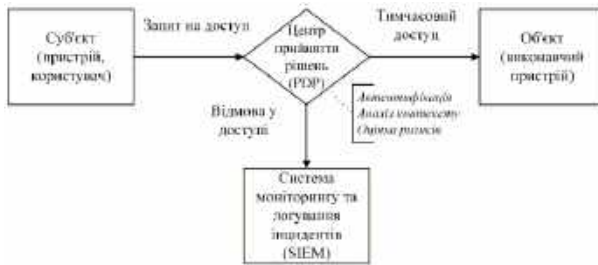 Суб'єкт
(пристрій,
користувач)
Запит на доступ
Центр
прийняття
рішень
(PDP)
Тимчасовий
доступ
Об'єкт
(виконавчий
пристрій)
Автентифікація
Аналіз контексту
Оцінка ризиків
Відмова у
доступі
Система
моніторингу та
логування
інцидентів
(SIEM)